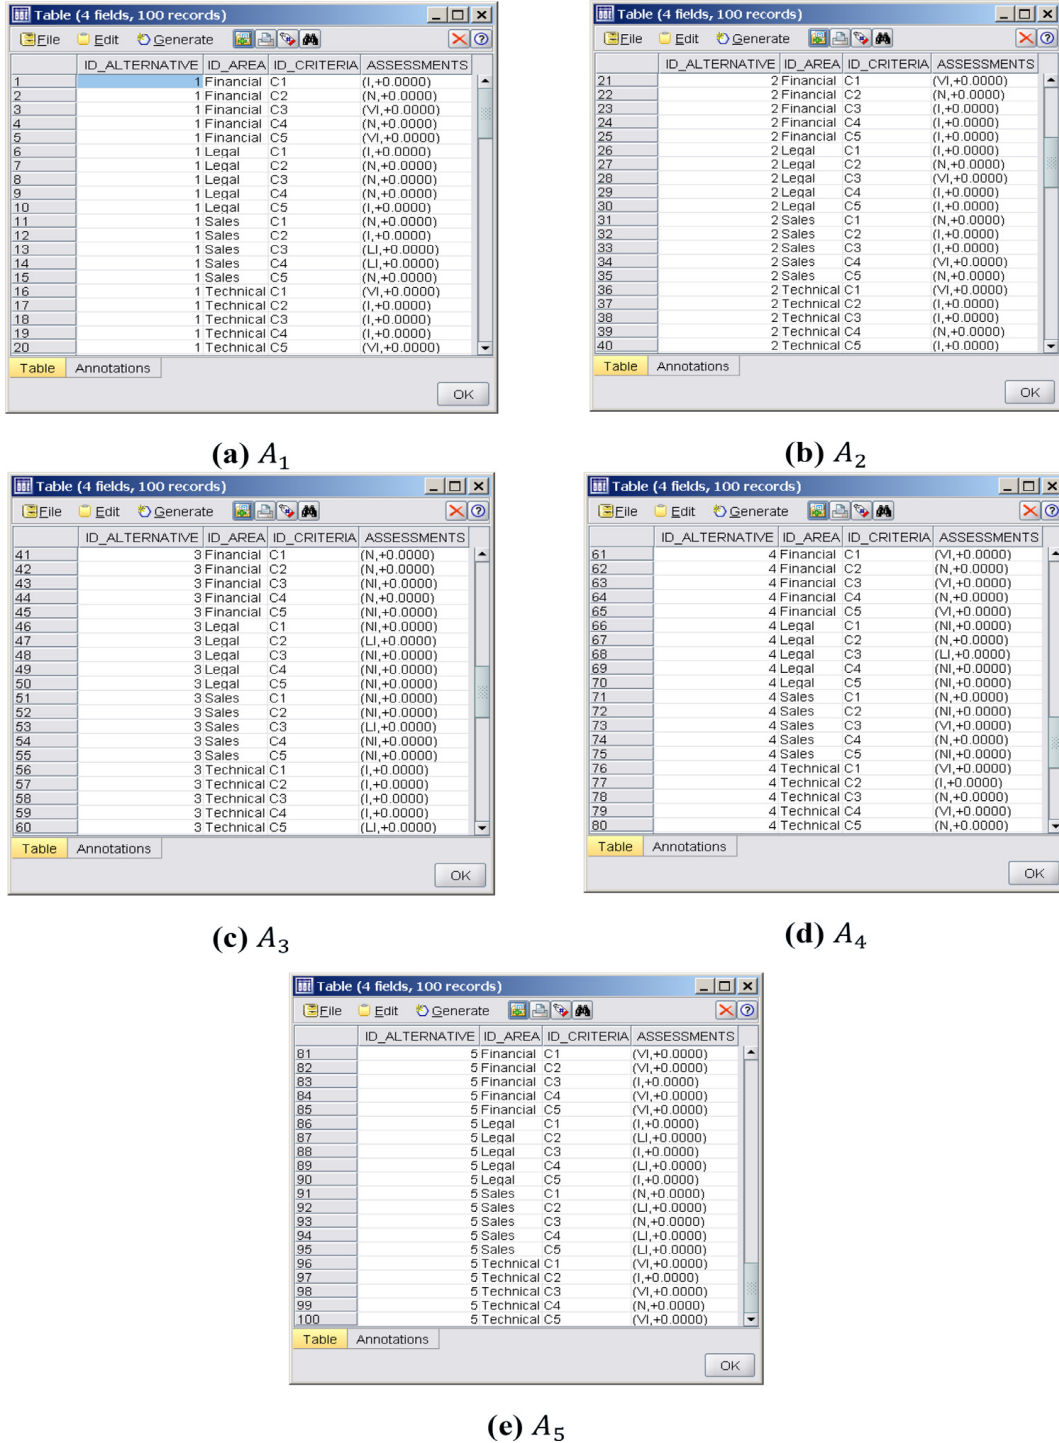 Table (4 fields, 100 records)
File Edit Generate
ID_ALTERNATIVE ID_AREA ID_CRITERIA ASSESSMENTS
1 1 Financial C1 (I,+0.0000)
2 1 Financial C2 (N,+0.0000)
3 1 Financial C3 (VI,+0.0000)
4 1 Financial C4 (N,+0.0000)
5 1 Financial C5 (VI,+0.0000)
6 1 Legal C1 (I,+0.0000)
7 1 Legal C2 (N,+0.0000)
8 1 Legal C3 (N,+0.0000)
9 1 Legal C4 (N,+0.0000)
10 1 Legal C5 (I,+0.0000)
11 1 Sales C1 (N,+0.0000)
12 1 Sales C2 (I,+0.0000)
13 1 Sales C3 (LI,+0.0000)
14 1 Sales C4 (LI,+0.0000)
15 1 Sales C5 (N,+0.0000)
16 1 Technical C1 (VI,+0.0000)
17 1 Technical C2 (I,+0.0000)
18 1 Technical C3 (I,+0.0000)
19 1 Technical C4 (I,+0.0000)
20 1 Technical C5 (VI,+0.0000)
Table Annotations
OK
(a) A1
Table (4 fields, 100 records)
File Edit Generate
ID_ALTERNATIVE ID_AREA ID_CRITERIA ASSESSMENTS
21 2 Financial C1 (VI,+0.0000)
22 2 Financial C2 (N,+0.0000)
23 2 Financial C3 (I,+0.0000)
24 2 Financial C4 (I,+0.0000)
25 2 Financial C5 (I,+0.0000)
26 2 Legal C1 (I,+0.0000)
27 2 Legal C2 (N,+0.0000)
28 2 Legal C3 (VI,+0.0000)
29 2 Legal C4 (I,+0.0000)
30 2 Legal C5 (I,+0.0000)
31 2 Sales C1 (N,+0.0000)
32 2 Sales C2 (I,+0.0000)
33 2 Sales C3 (I,+0.0000)
34 2 Sales C4 (VI,+0.0000)
35 2 Sales C5 (N,+0.0000)
36 2 Technical C1 (VI,+0.0000)
37 2 Technical C2 (I,+0.0000)
38 2 Technical C3 (I,+0.0000)
39 2 Technical C4 (N,+0.0000)
40 2 Technical C5 (I,+0.0000)
Table Annotations
OK
(b) A2
Table (4 fields, 100 records)
File Edit Generate
ID_ALTERNATIVE ID_AREA ID_CRITERIA ASSESSMENTS
41 3 Financial C1 (N,+0.0000)
42 3 Financial C2 (N,+0.0000)
43 3 Financial C3 (NI,+0.0000)
44 3 Financial C4 (N,+0.0000)
45 3 Financial C5 (NI,+0.0000)
46 3 Legal C1 (NI,+0.0000)
47 3 Legal C2 (LI,+0.0000)
48 3 Legal C3 (NI,+0.0000)
49 3 Legal C4 (NI,+0.0000)
50 3 Legal C5 (NI,+0.0000)
51 3 Sales C1 (NI,+0.0000)
52 3 Sales C2 (NI,+0.0000)
53 3 Sales C3 (LI,+0.0000)
54 3 Sales C4 (NI,+0.0000)
55 3 Sales C5 (NI,+0.0000)
56 3 Technical C1 (I,+0.0000)
57 3 Technical C2 (I,+0.0000)
58 3 Technical C3 (I,+0.0000)
59 3 Technical C4 (I,+0.0000)
60 3 Technical C5 (LI,+0.0000)
Table Annotations
OK
(c) A3
Table (4 fields, 100 records)
File Edit Generate
ID_ALTERNATIVE ID_AREA ID_CRITERIA ASSESSMENTS
61 4 Financial C1 (VI,+0.0000)
62 4 Financial C2 (N,+0.0000)
63 4 Financial C3 (VI,+0.0000)
64 4 Financial C4 (N,+0.0000)
65 4 Financial C5 (VI,+0.0000)
66 4 Legal C1 (NI,+0.0000)
67 4 Legal C2 (N,+0.0000)
68 4 Legal C3 (LI,+0.0000)
69 4 Legal C4 (NI,+0.0000)
70 4 Legal C5 (NI,+0.0000)
71 4 Sales C1 (N,+0.0000)
72 4 Sales C2 (NI,+0.0000)
73 4 Sales C3 (VI,+0.0000)
74 4 Sales C4 (N,+0.0000)
75 4 Sales C5 (NI,+0.0000)
76 4 Technical C1 (VI,+0.0000)
77 4 Technical C2 (I,+0.0000)
78 4 Technical C3 (N,+0.0000)
79 4 Technical C4 (VI,+0.0000)
80 4 Technical C5 (N,+0.0000)
Table Annotations
OK
(d) A4
Table (4 fields, 100 records)
File Edit Generate
ID_ALTERNATIVE ID_AREA ID_CRITERIA ASSESSMENTS
81 5 Financial C1 (VI,+0.0000)
82 5 Financial C2 (VI,+0.0000)
83 5 Financial C3 (I,+0.0000)
84 5 Financial C4 (VI,+0.0000)
85 5 Financial C5 (VI,+0.0000)
86 5 Legal C1 (I,+0.0000)
87 5 Legal C2 (LI,+0.0000)
88 5 Legal C3 (I,+0.0000)
89 5 Legal C4 (LI,+0.0000)
90 5 Legal C5 (I,+0.0000)
91 5 Sales C1 (N,+0.0000)
92 5 Sales C2 (LI,+0.0000)
93 5 Sales C3 (N,+0.0000)
94 5 Sales C4 (LI,+0.0000)
95 5 Sales C5 (LI,+0.0000)
96 5 Technical C1 (VI,+0.0000)
97 5 Technical C2 (I,+0.0000)
98 5 Technical C3 (VI,+0.0000)
99 5 Technical C4 (N,+0.0000)
100 5 Technical C5 (VI,+0.0000)
Table Annotations
OK
(e) A5